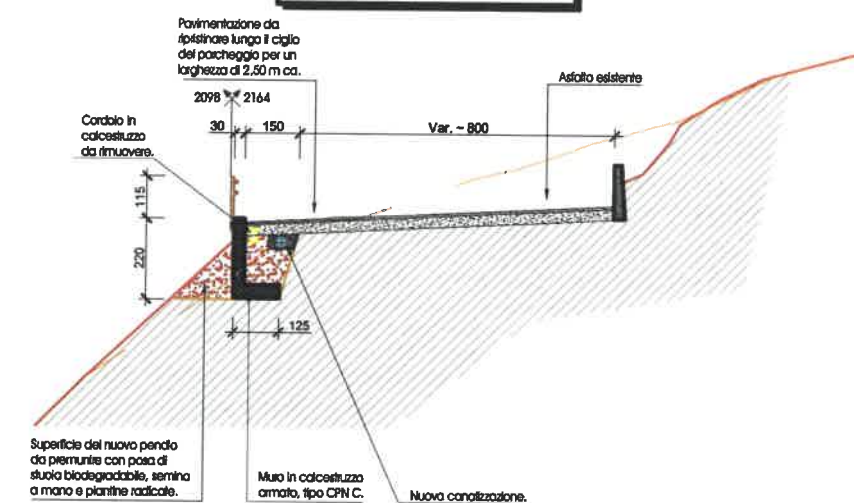 Pavimentazione da
ripristinare lungo il ciglio
del parcheggio per un
larghezza di 2,50 m ca.
Asfalto esistente
2098 2164
Cordolo in
calcestruzzo
da rimuovere.
30 150 Var. ~ 800
115
220
125
Superficie del nuovo pendio
da premunire con posa di
stuoia biodegradabile, semina
a mano e piantine radicate.
Muro in calcestruzzo
armato, tipo CPN C.
Nuova canalizzazione.